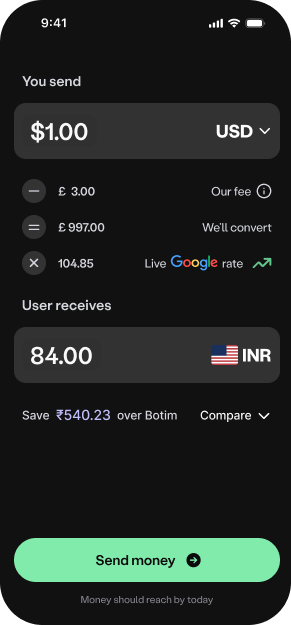 9:41
You send
$1.00 USD
£ 3.00 Our fee
£ 997.00 We'll convert
104.85 Live Google rate
User receives
84.00 INR
Save ₹540.23 over Botim Compare
Send money
Money should reach by today